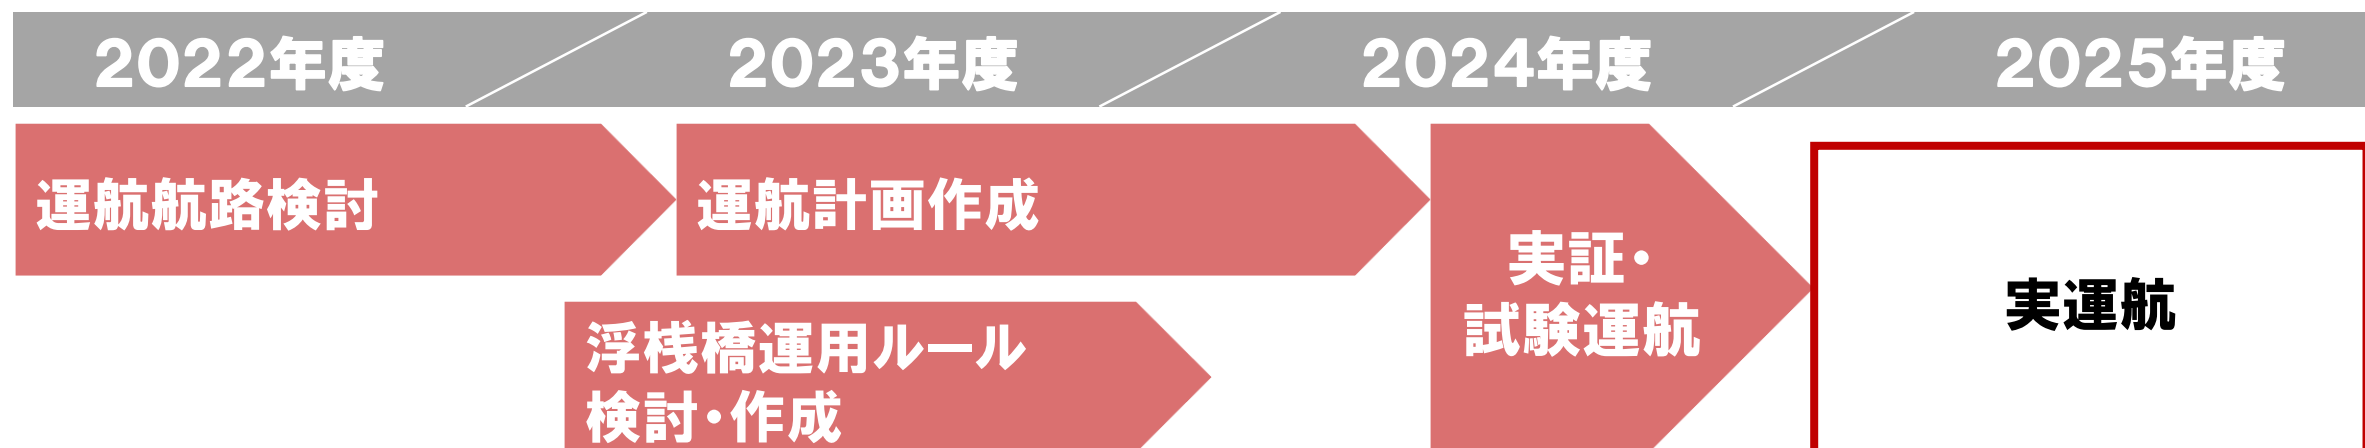 2022年度
2023年度
2024年度
2025年度
運航航路検討
運航計画作成
実証・
試験運航
実運航
浮桟橋運用ルール
検討・作成